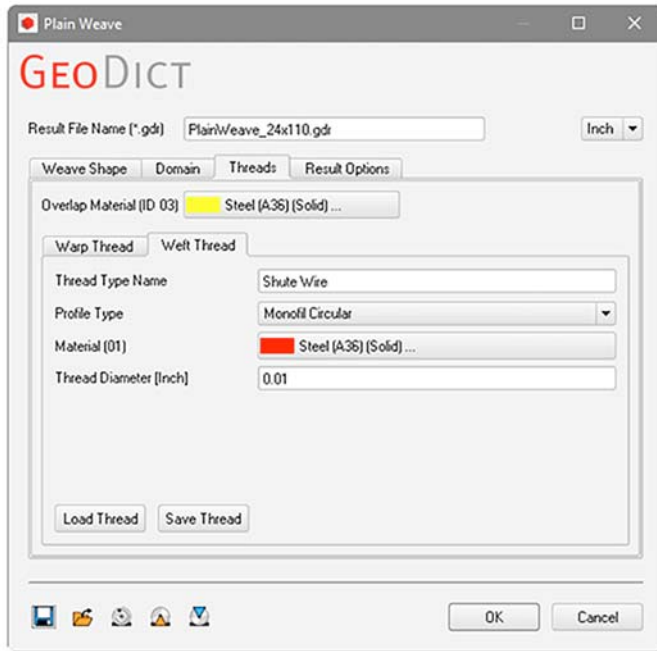 Plain Weave
GEODICT
Result File Name (*.gdr) PlainWeave_24x110.gdr Inch
Weave Shape Domain Threads Result Options
Overlap Material (ID 03) Steel (A36) (Solid) ...
Warp Thread Weft Thread
Thread Type Name Shute Wire
Profile Type Monofil Circular
Material (01) Steel (A36) (Solid) ...
Thread Diameter [Inch] 0.01
Load Thread Save Thread
OK Cancel